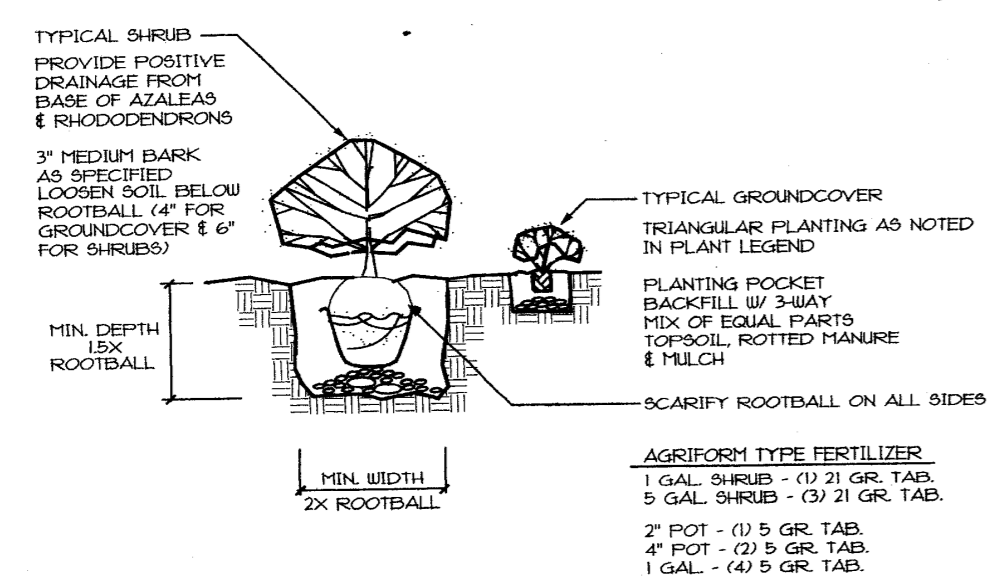 TYPICAL SHRUB
PROVIDE POSITIVE
DRAINAGE FROM
BASE OF AZALEAS
& RHODODENDRONS
3" MEDIUM BARK
AS SPECIFIED
LOOSEN SOIL BELOW
ROOTBALL (4" FOR
GROUNDCOVER & 6"
FOR SHRUBS)
MIN. DEPTH
1.5X
ROOTBALL
MIN. WIDTH
2X ROOTBALL
TYPICAL GROUNDCOVER
TRIANGULAR PLANTING AS NOTED
IN PLANT LEGEND
PLANTING POCKET
BACKFILL W/ 3-WAY
MIX OF EQUAL PARTS
TOPSOIL, ROTTED MANURE
& MULCH
SCARIFY ROOTBALL ON ALL SIDES
AGRIFORM TYPE FERTILIZER
1 GAL. SHRUB - (1) 21 GR. TAB.
5 GAL. SHRUB - (3) 21 GR. TAB.
2" POT - (1) 5 GR. TAB.
4" POT - (2) 5 GR. TAB.
1 GAL. - (4) 5 GR. TAB.